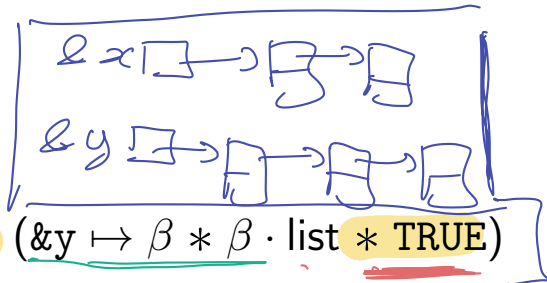 &x
&y
(&y ↦ β * β · list * TRUE)